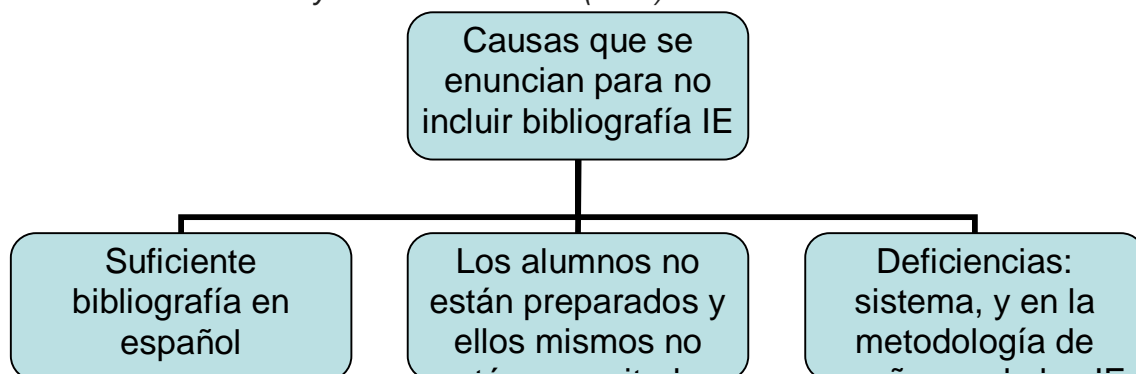 Causas que se
enuncian para no
incluir bibliografía IE
Suficiente
bibliografía en
español
Los alumnos no
están preparados y
ellos mismos no
Deficiencias:
sistema, y en la
metodología de